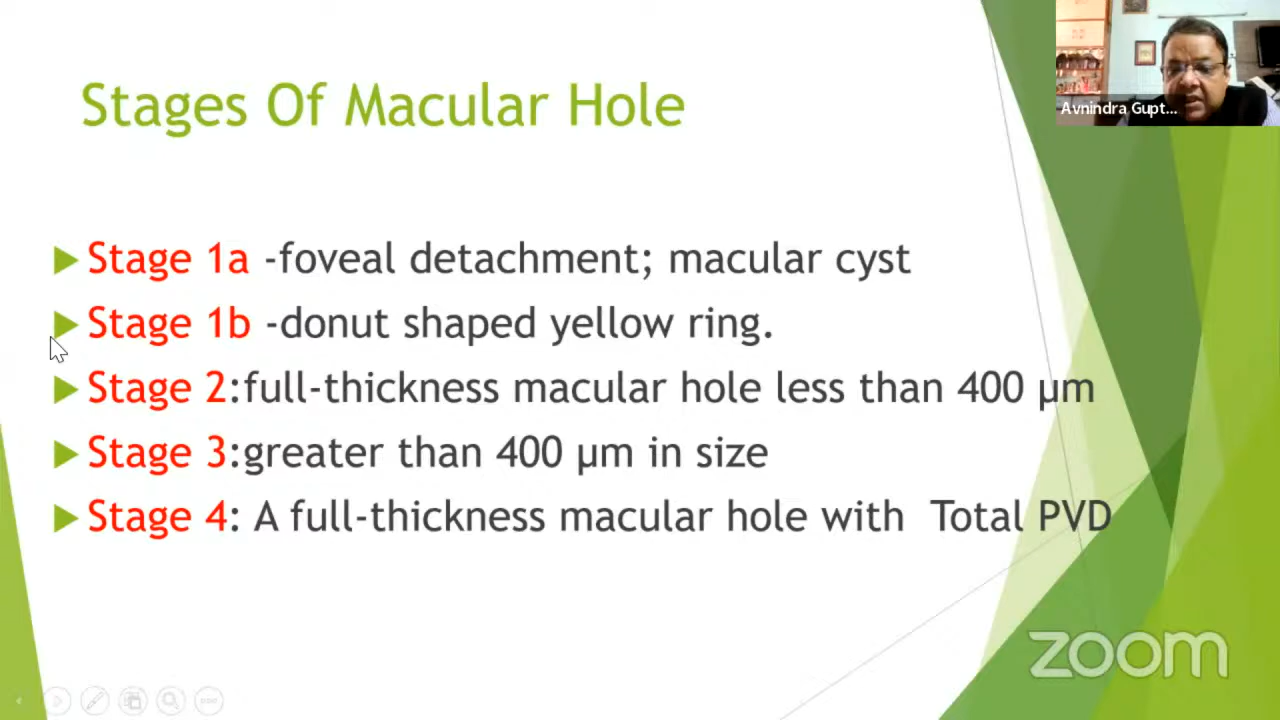 Avnindra Gupt...
Stages Of Macular Hole
Stage 1a -foveal detachment; macular cyst
Stage 1b -donut shaped yellow ring.
Stage 2:full-thickness macular hole less than 400 µm
Stage 3:greater than 400 µm in size
Stage 4: A full-thickness macular hole with Total PVD
zoom